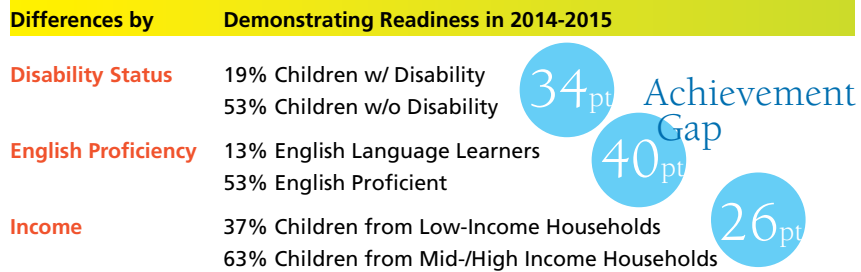 Differences by Demonstrating Readiness in 2014-2015
Disability Status 19% Children w/ Disability
53% Children w/o Disability
34pt
Achievement
Gap
English Proficiency 13% English Language Learners
53% English Proficient
40pt
Income 37% Children from Low-Income Households
63% Children from Mid-/High Income Households
26pt